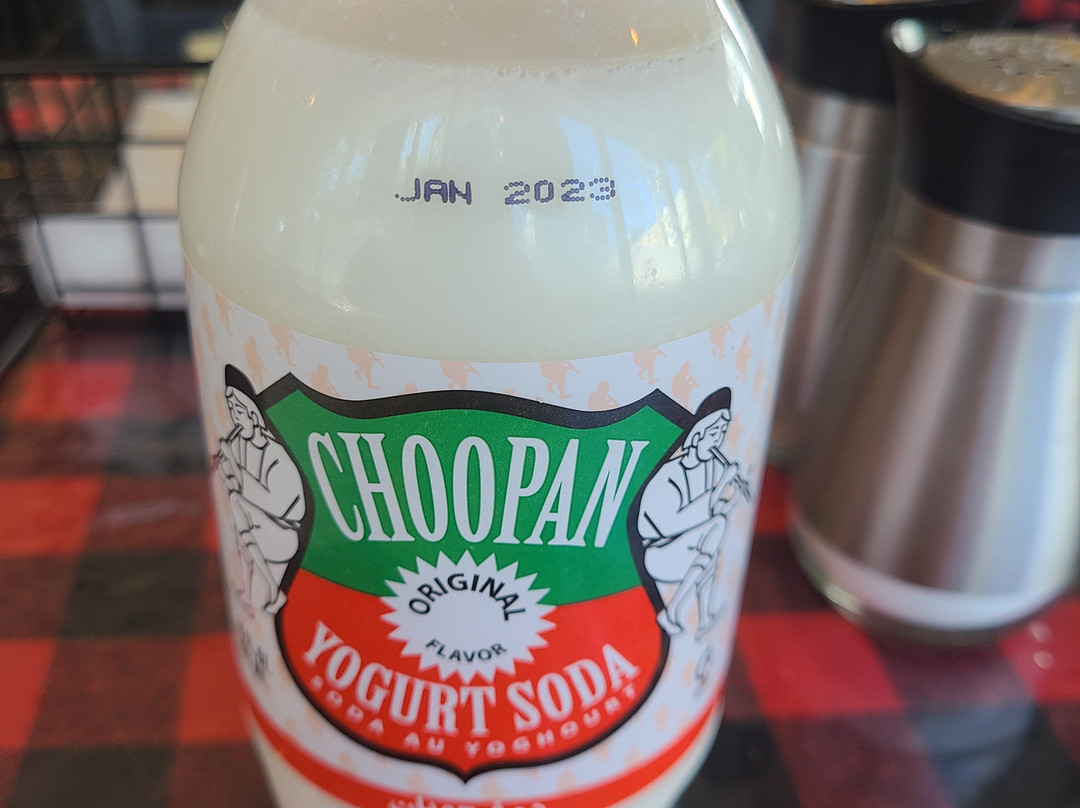 JAN 2023
CHOOPAN
ORIGINAL
FLAVOR
YOGURT SODA
SODA AU YOGHOURT